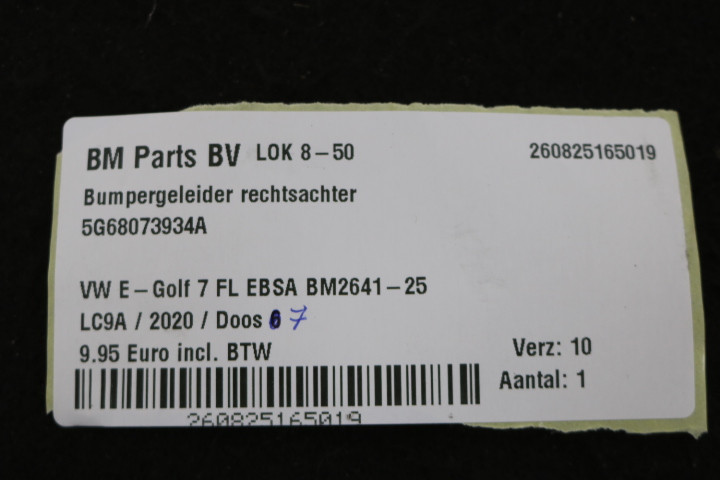 BM Parts BV LOK 8-50 260825165019
Bumpergeleider rechtsachter
5G68073934A
VW E-Golf 7 FL EBSA BM2641-25
LC9A / 2020 / Doos 7
9.95 Euro incl. BTW Verz: 10
Aantal: 1
260825165019